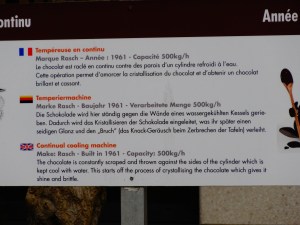 ontinu
Année
Tempéreuse en continu
Marque Rasch - Année : 1961 - Capacité 500kg/h
Le chocolat est raclé en continu contre des parois d'un cylindre refroidi à l'eau.
Cette opération permet d'amorcer la cristallisation du chocolat et d'obtenir un chocolat
brillant et cassant.
Temperiermachine
Marke Rasch - Baujahr 1961 - Verarbeitete Menge 500kg/h
Die Schokolade wird hier ständig gegen die Wände eines wassergekühlten Kessels gerie-
ben. Dadurch wird das Kristallisieren der Schokolade eingeleitet, was ihr später einen
seidigen Glanz und den „Bruch" (das Knack-Geräusch beim Zerbrechen der Tafeln) verleiht.
Continual cooling machine
Make: Rasch - Built in 1961 - Capacity: 500kg/h
The chocolate is constantly scraped and thrown against the sides of the cylinder which is
kept cool with water. This starts off the process of crystallising the chocolate which gives it
shine and brittle.